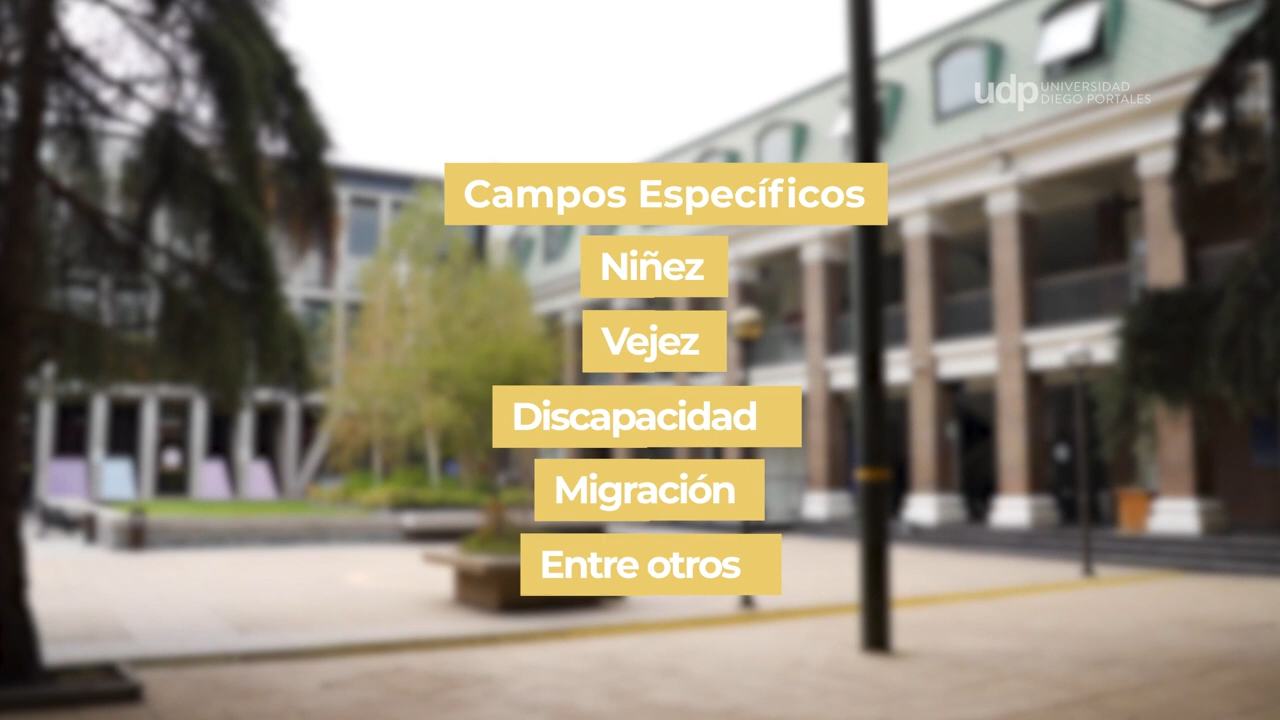 udp UNIVERSIDAD
DIEGO PORTALES
Campos Específicos
Niñez
Vejez
Discapacidad
Migración
Entre otros